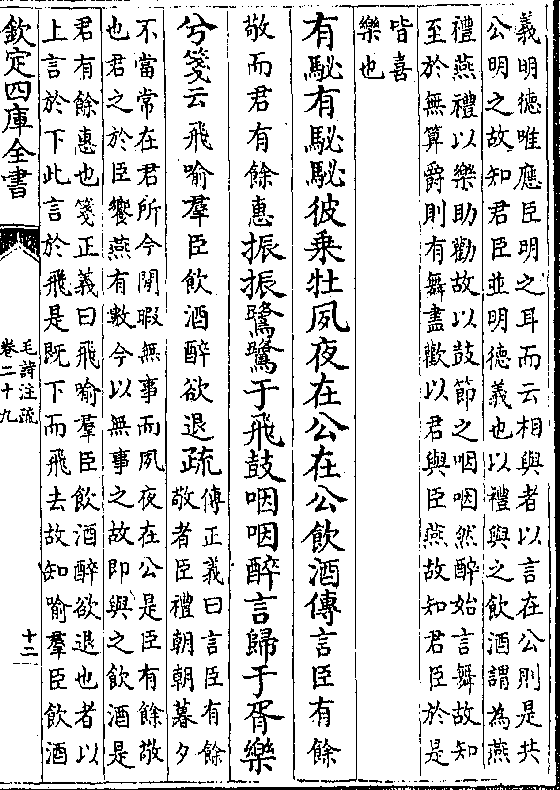 義明德唯應臣明之耳而云相與者以言在公則是共
公明之故知君臣並明德義也以禮與之飲酒謂為燕
禮燕禮以樂助勸故以鼓節之咽咽然醉始言舞故知
至於無算爵則有舞盡歡以君與臣燕故知君臣於是
皆喜
樂也
有駜有駜駜彼乗牡夙夜在公在公飲酒傳言臣有餘
敬而君有餘惠振振鷺鷺于飛鼓咽咽醉言歸于胥樂
兮箋云飛喻羣臣飲酒醉欲退疏傳正義曰言臣有餘
敬者臣禮朝朝暮夕
不當常在君所今閒暇無事而夙夜在公是臣有餘敬
也君之於臣饗燕有數今以無事之故即與之飲酒是
君有餘惠也箋正義曰飛喻羣臣飲酒醉欲退也者以
上言於下此言於飛是既下而飛去故知喻羣臣飲酒
欽定四庫全書
毛詩注疏
卷二十九
十二